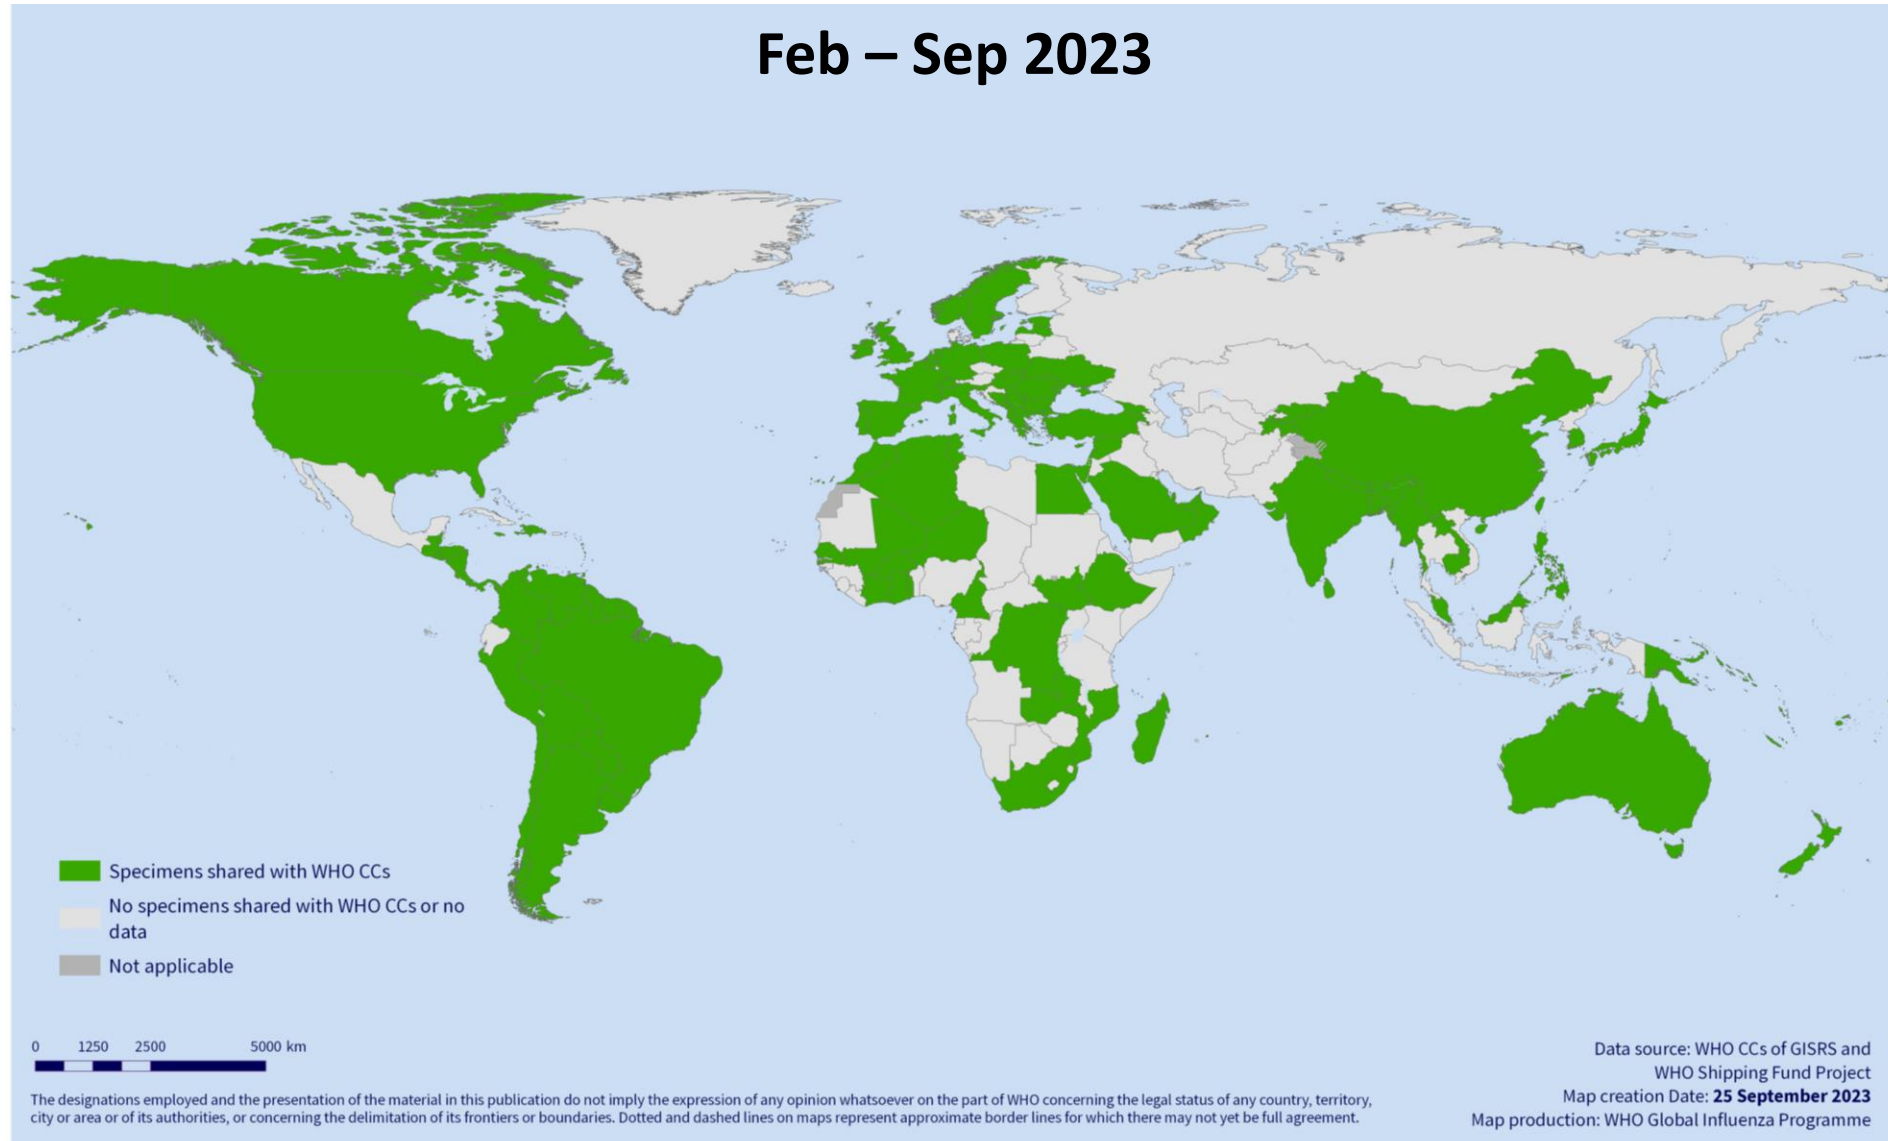 Feb – Sep 2023
Specimens shared with WHO CCs
No specimens shared with WHO CCs or no
data
Not applicable
0 1250 2500 5000 km
Data source: WHO CCs of GISRS and
WHO Shipping Fund Project
Map creation Date: 25 September 2023
Map production: WHO Global Influenza Programme
The designations employed and the presentation of the material in this publication do not imply the expression of any opinion whatsoever on the part of WHO concerning the legal status of any country, territory,
city or area or of its authorities, or concerning the delimitation of its frontiers or boundaries. Dotted and dashed lines on maps represent approximate border lines for which there may not yet be full agreement.